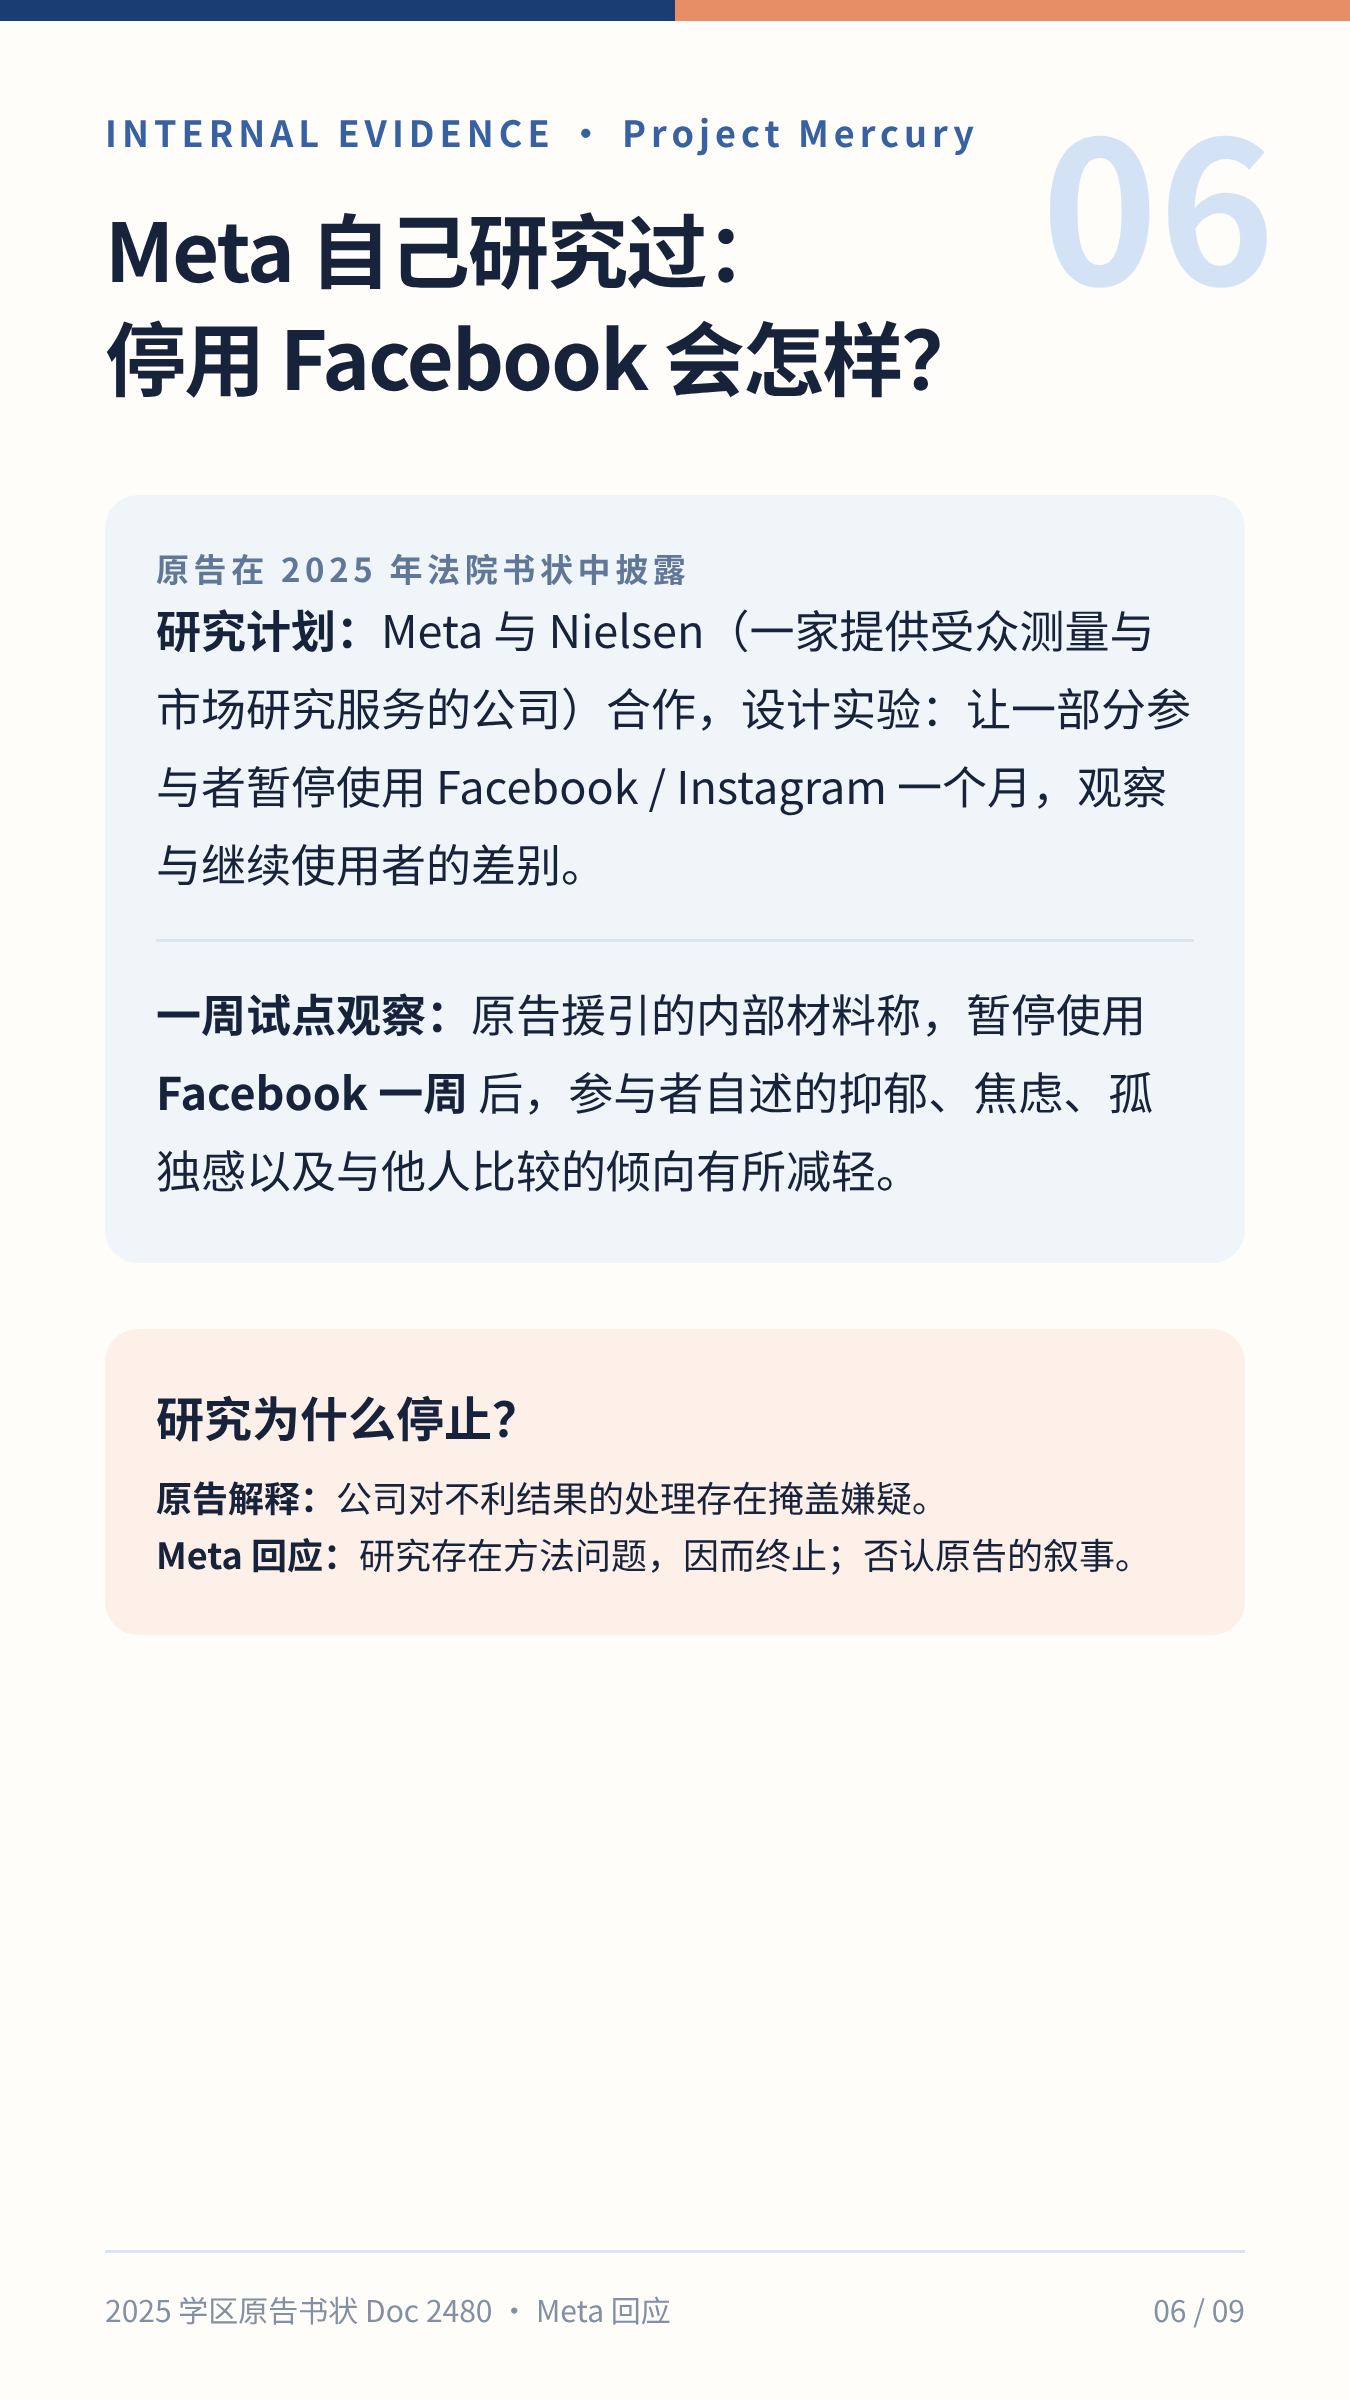 INTERNAL EVIDENCE · Project Mercury
06
Meta 自己研究过：
停用 Facebook 会怎样？
原告在 2025 年法院书状中披露
研究计划：Meta 与 Nielsen（一家提供受众测量与
市场研究服务的公司）合作，设计实验：让一部分参
与者暂停使用 Facebook / Instagram 一个月，观察
与继续使用者的差别。
一周试点观察：原告援引的内部材料称，暂停使用
Facebook 一周 后，参与者自述的抑郁、焦虑、孤
独感以及与他人比较的倾向有所减轻。
研究为什么停止？
原告解释：公司对不利结果的处理存在掩盖嫌疑。
Meta 回应：研究存在方法问题，因而终止；否认原告的叙事。
2025 学区原告书状 Doc 2480 · Meta 回应
06 / 09